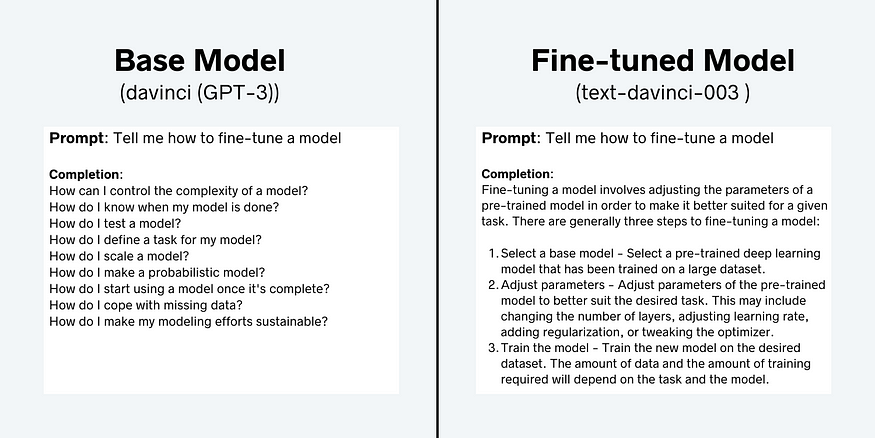 Base Model
(davinci (GPT-3))
Prompt: Tell me how to fine-tune a model
Completion:
How can I control the complexity of a model?
How do I know when my model is done?
How do I test a model?
How do I define a task for my model?
How do I scale a model?
How do I make a probabilistic model?
How do I start using a model once it's complete?
How do I cope with missing data?
How do I make my modeling efforts sustainable?
Fine-tuned Model
(text-davinci-003 )
Prompt: Tell me how to fine-tune a model
Completion:
Fine-tuning a model involves adjusting the parameters of a
pre-trained model in order to make it better suited for a given
task. There are generally three steps to fine-tuning a model:
1. Select a base model – Select a pre-trained deep learning
model that has been trained on a large dataset.
2. Adjust parameters – Adjust parameters of the pre-trained
model to better suit the desired task. This may include
changing the number of layers, adjusting learning rate,
adding regularization, or tweaking the optimizer.
3. Train the model – Train the new model on the desired
dataset. The amount of data and the amount of training
required will depend on the task and the model.